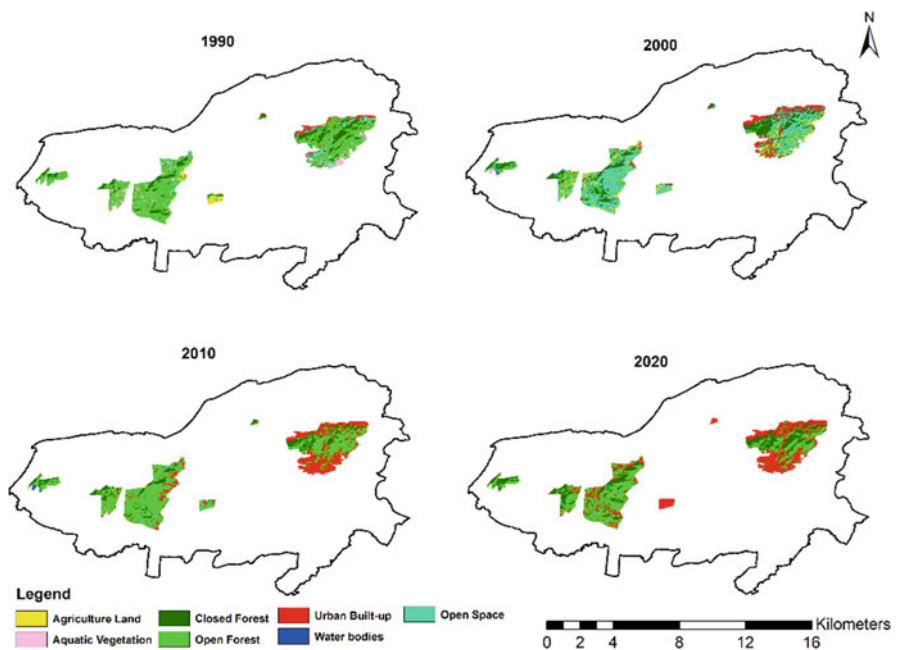 1990
2000
N
2010
2020
Legend
Agriculture Land
Closed Forest
Urban Built-up
Open Space
Aquatic Vegetation
Open Forest
Water bodies
Kilometers
0 2 4 8 12 16